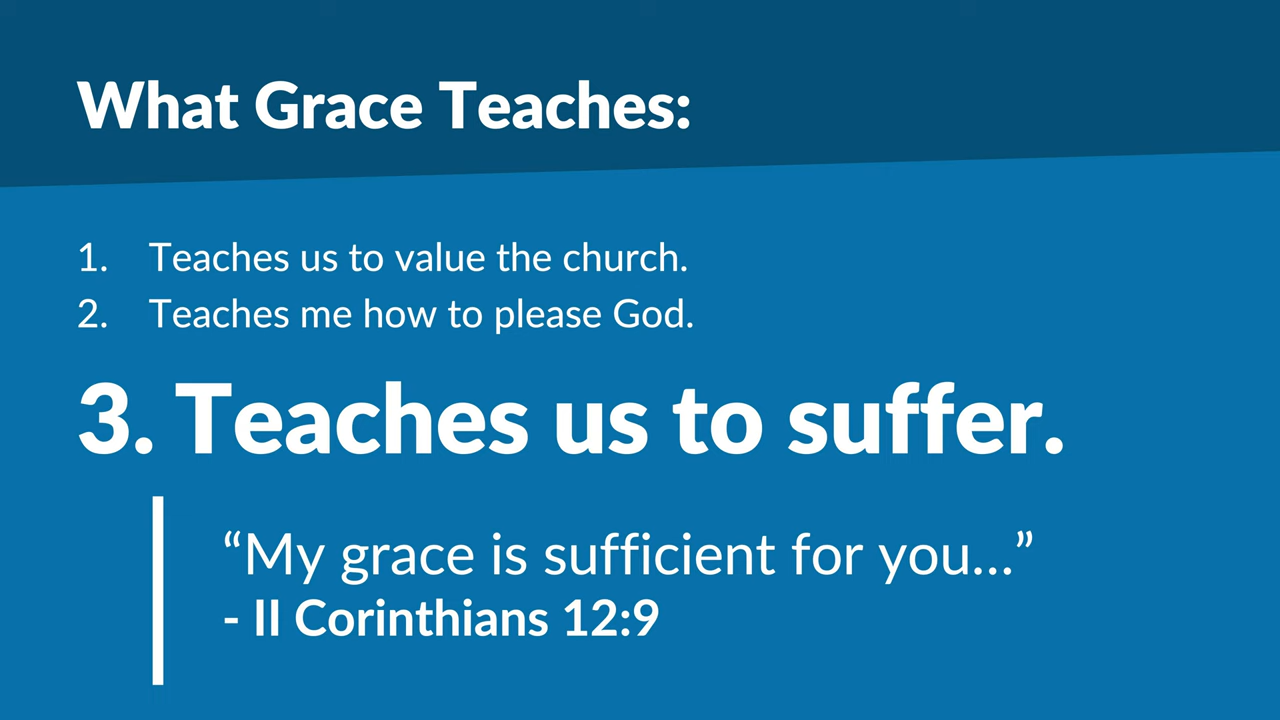 What Grace Teaches:
1. Teaches us to value the church.
2. Teaches me how to please God.
3. Teaches us to suffer.
“My grace is sufficient for you...”
- II Corinthians 12:9